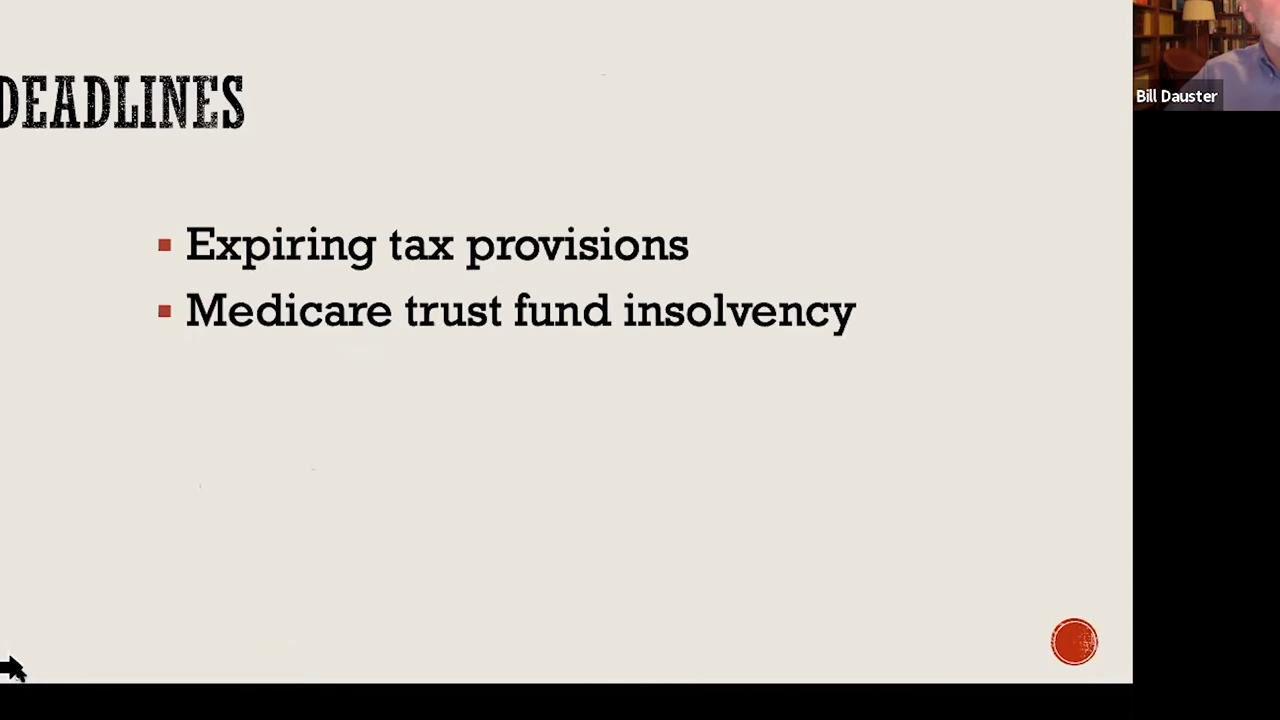 DEADLINES
Bill Dauster
Expiring tax provisions
Medicare trust fund insolvency